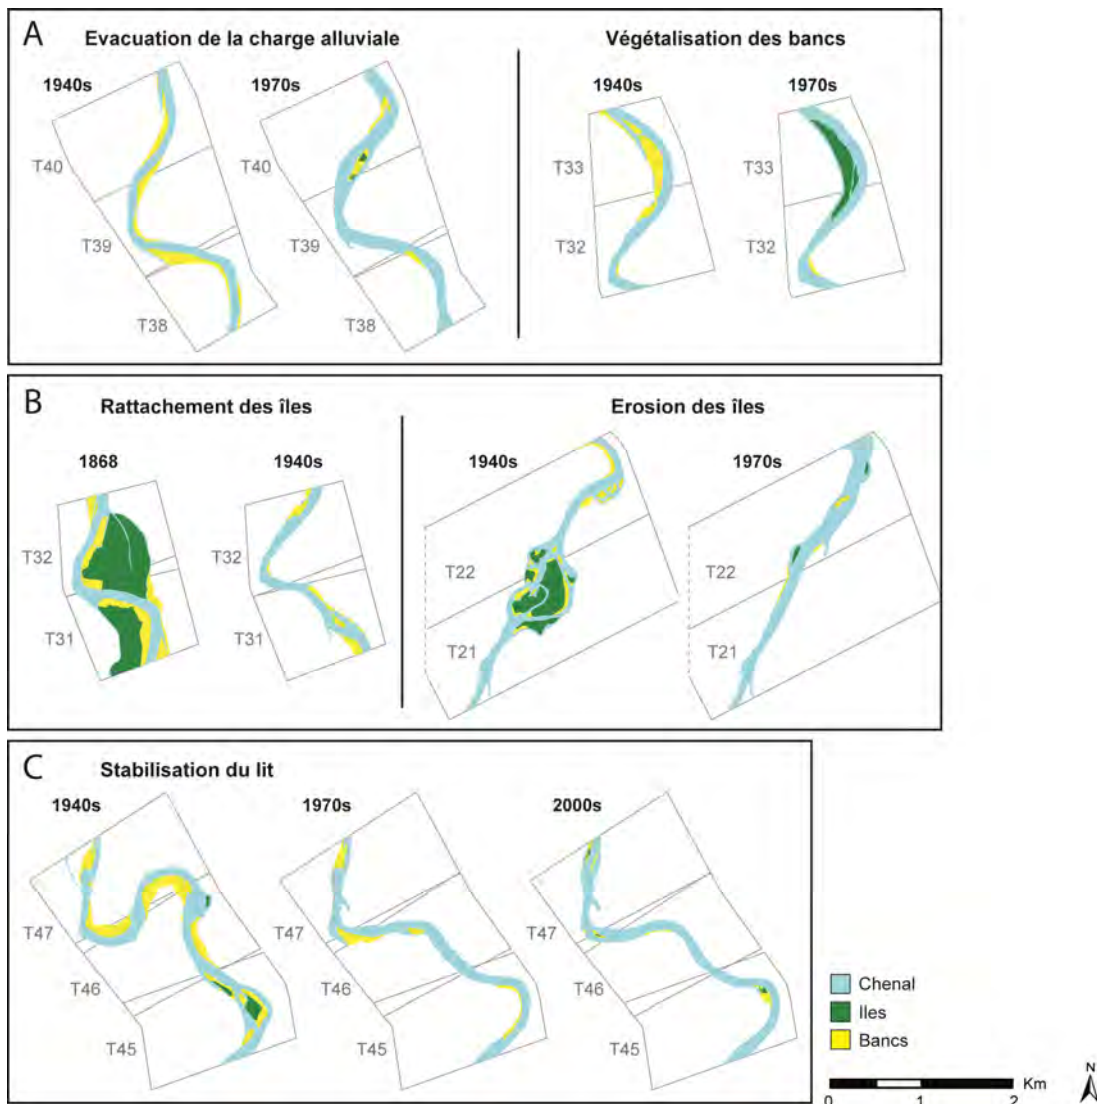 A
Evacuation de la charge alluviale
Végétalisation des bancs
1940s
1970s
1940s
1970s
T40
T40
T33
T33
T39
T39
T32
T32
T38
T38
B
Rattachement des îles
Erosion des îles
1868
1940s
1940s
1970s
T32
T32
T22
T22
T31
T31
T21
T21
C
Stabilisation du lit
1940s
1970s
2000s
T47
T47
T47
T46
T46
T46
T45
T45
T45
Chenal
Iles
Bancs
Km
0 1 2
N